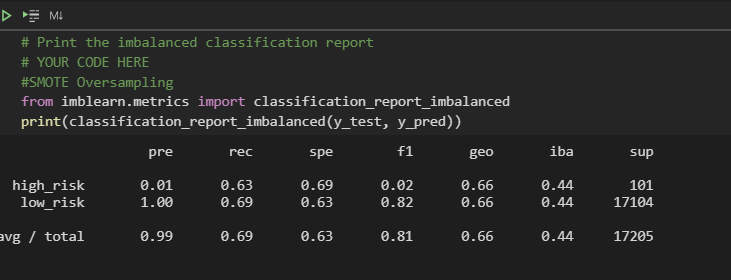 M↓
# Print the imbalanced classification report
# YOUR CODE HERE
#SMOTE Oversampling
from imblearn.metrics import classification_report_imbalanced
print(classification_report_imbalanced(y_test, y_pred))
pre rec spe f1 geo iba sup
high_risk 0.01 0.63 0.69 0.02 0.66 0.44 101
low_risk 1.00 0.69 0.63 0.82 0.66 0.44 17104
avg / total 0.99 0.69 0.63 0.81 0.66 0.44 17205